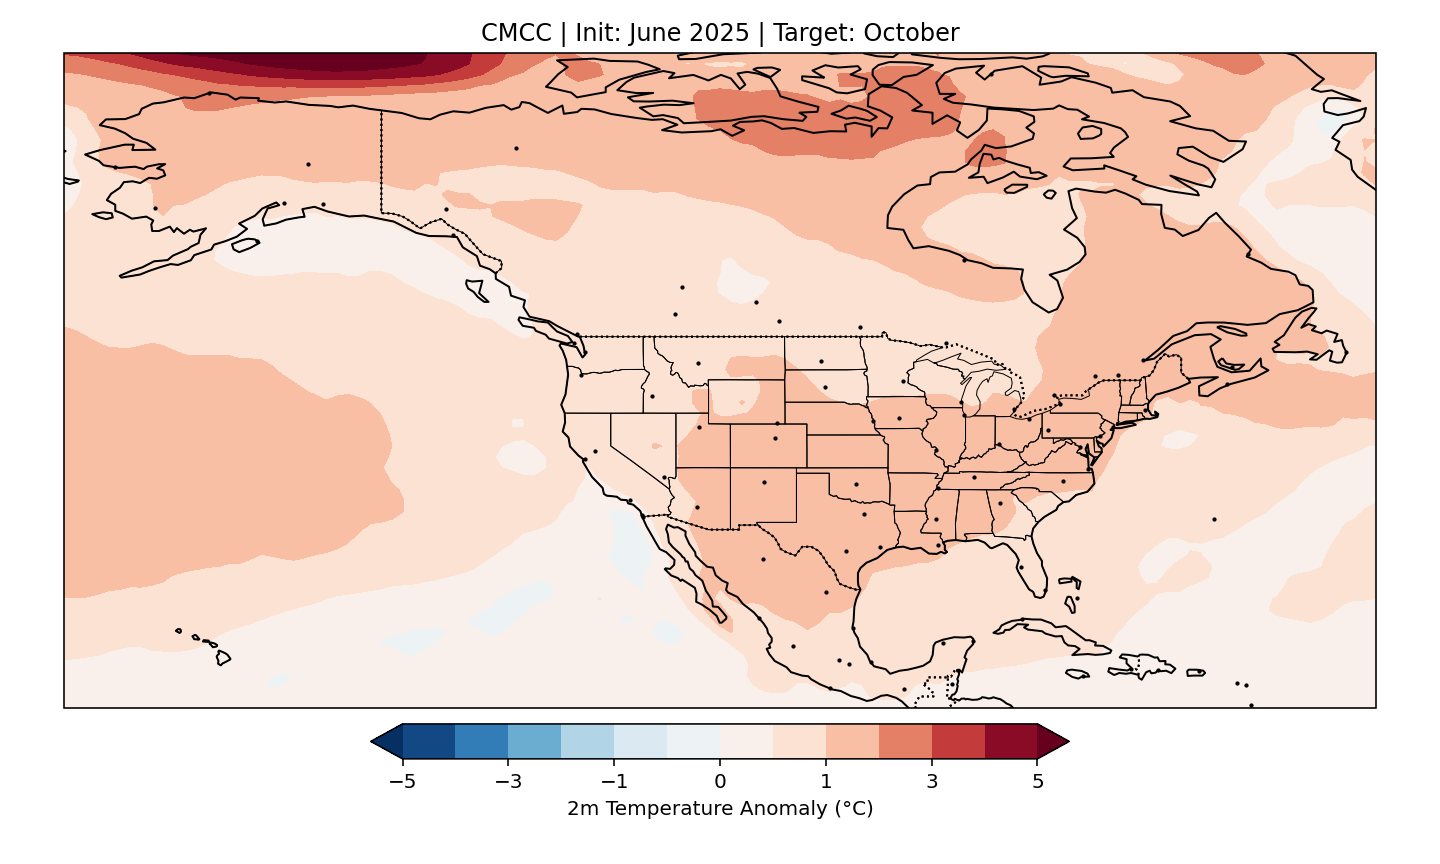 CMCC | Init: June 2025 | Target: October
−5 −3 −1 0 1 3 5
2m Temperature Anomaly (°C)